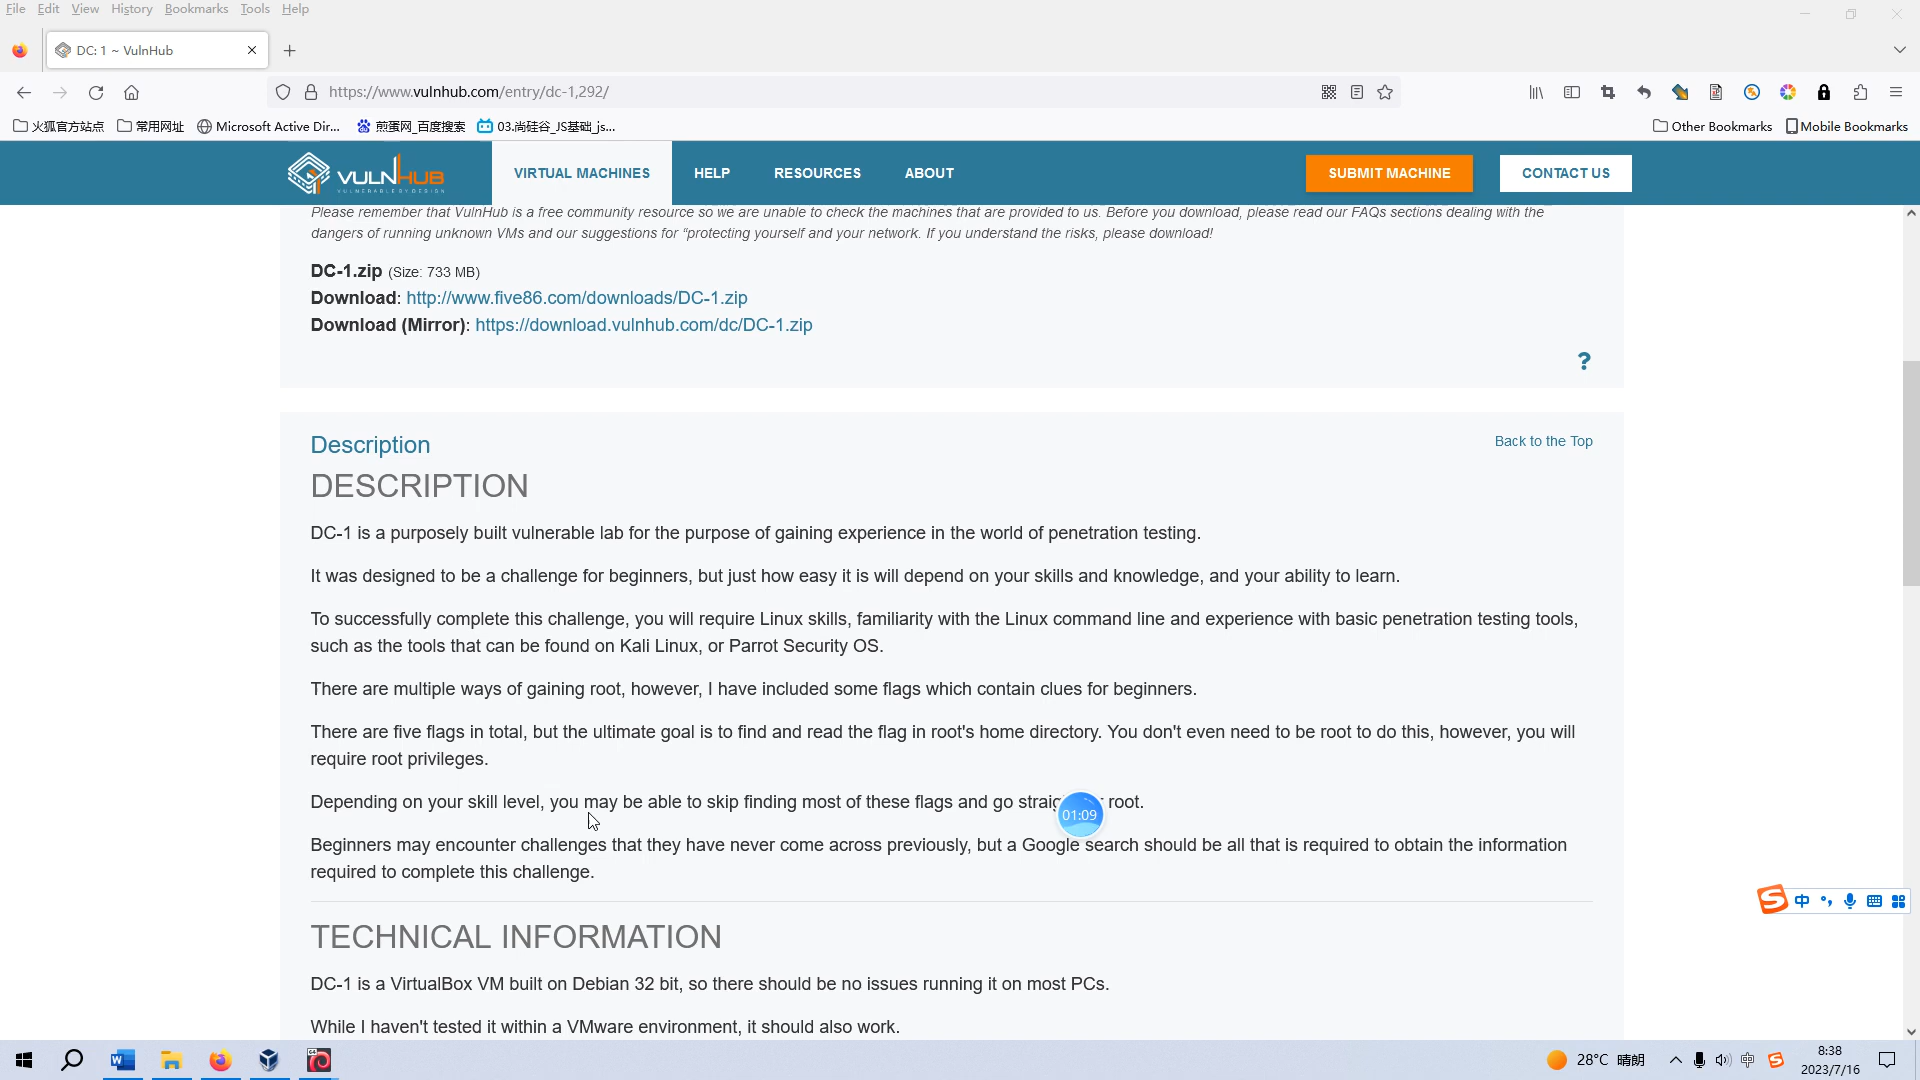 File Edit View History Bookmarks Tools Help
DC: 1 ~ VulnHub
https://www.vulnhub.com/entry/dc-1,292/
火狐官方站点 常用网址 Microsoft Active Dir... 煎蛋网_百度搜索 03.尚硅谷_JS基础_js... Other Bookmarks Mobile Bookmarks
VULNHUB VIRTUAL MACHINES HELP RESOURCES ABOUT SUBMIT MACHINE CONTACT US
VULNERABLE BY DESIGN
Please remember that VulnHub is a free community resource so we are unable to check the machines that are provided to us. Before you download, please read our FAQs sections dealing with the
dangers of running unknown VMs and our suggestions for “protecting yourself and your network. If you understand the risks, please download!
DC-1.zip (Size: 733 MB)
Download: http://www.five86.com/downloads/DC-1.zip
Download (Mirror): https://download.vulnhub.com/dc/DC-1.zip
?
Description Back to the Top
DESCRIPTION
DC-1 is a purposely built vulnerable lab for the purpose of gaining experience in the world of penetration testing.
It was designed to be a challenge for beginners, but just how easy it is will depend on your skills and knowledge, and your ability to learn.
To successfully complete this challenge, you will require Linux skills, familiarity with the Linux command line and experience with basic penetration testing tools,
such as the tools that can be found on Kali Linux, or Parrot Security OS.
There are multiple ways of gaining root, however, I have included some flags which contain clues for beginners.
There are five flags in total, but the ultimate goal is to find and read the flag in root's home directory. You don't even need to be root to do this, however, you will
require root privileges.
Depending on your skill level, you may be able to skip finding most of these flags and go root.
01:09
Beginners may encounter challenges that they have never come across previously, but a Google search should be all that is required to obtain the information
required to complete this challenge.
中
TECHNICAL INFORMATION
DC-1 is a VirtualBox VM built on Debian 32 bit, so there should be no issues running it on most PCs.
While I haven't tested it within a VMware environment, it should also work.
28°C 晴朗 中 8:38
2023/7/16